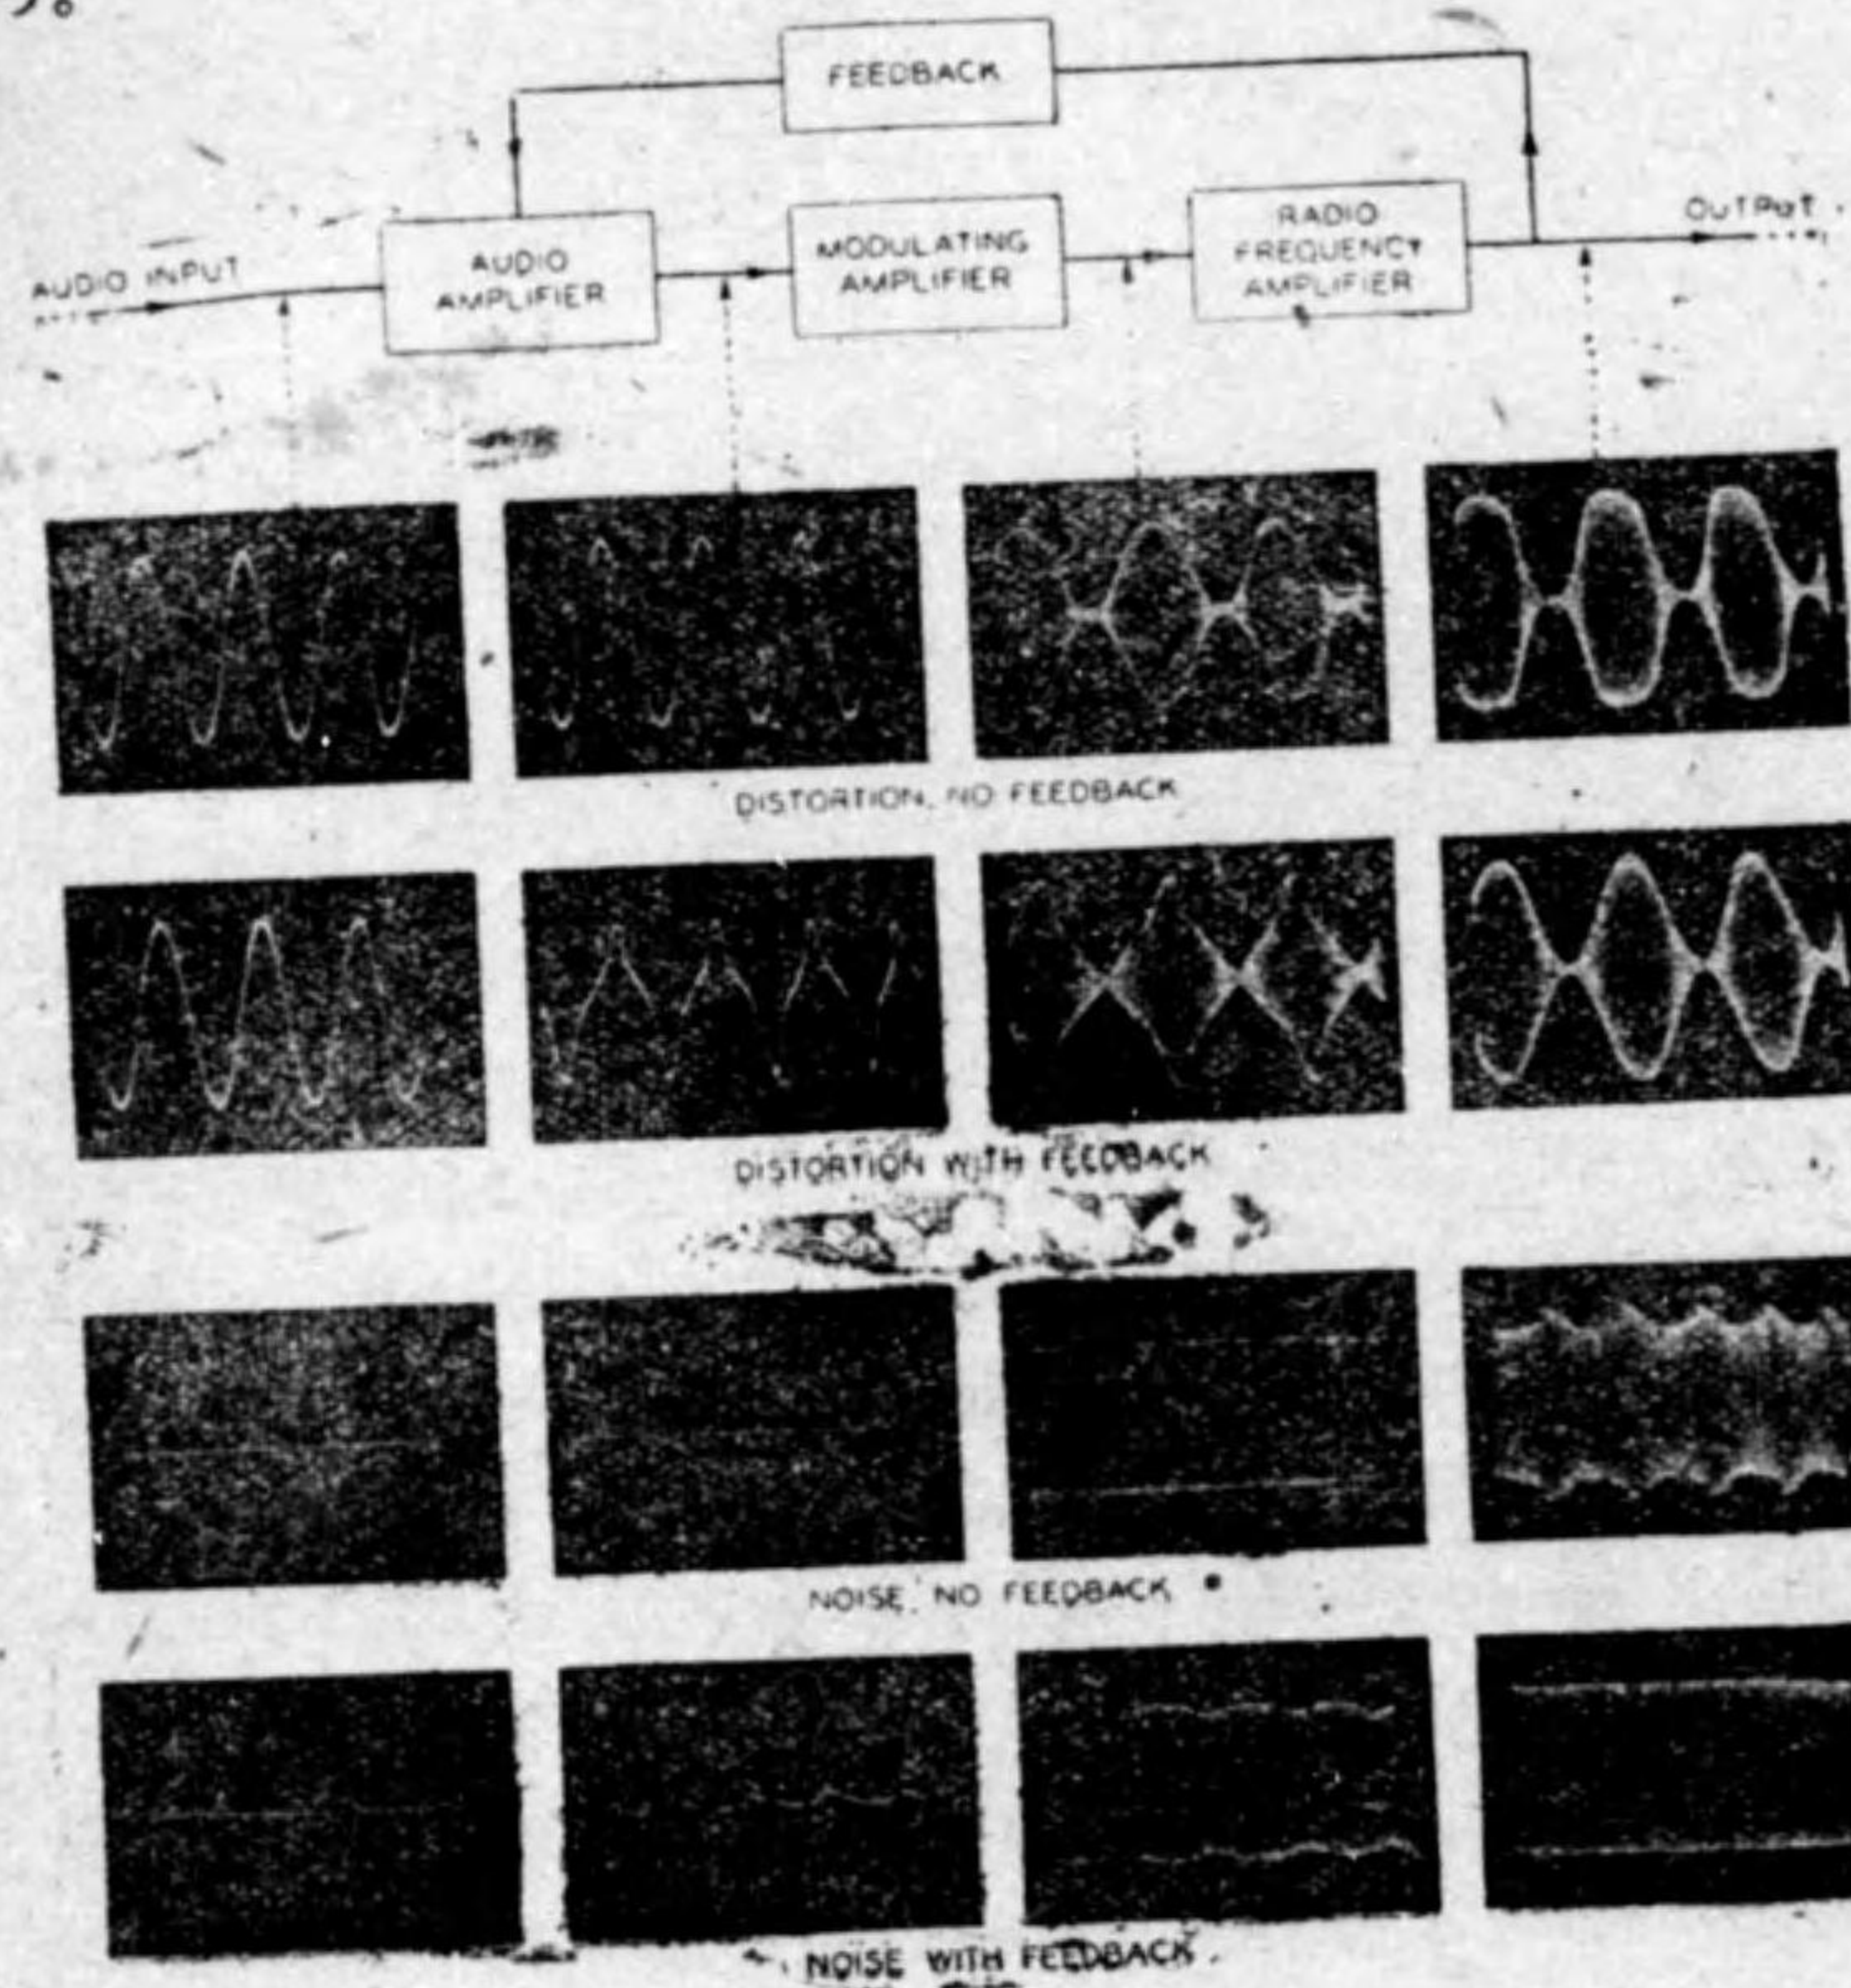 FEEDBACK
AUDIO INPUT
AUDIO
AMPLIFIER
MODULATING
AMPLIFIER
RADIO
FREQUENCY
AMPLIFIER
OUTPUT
DISTORTION, NO FEEDBACK
DISTORTION WITH FEEDBACK
NOISE, NO FEEDBACK
NOISE WITH FEEDBACK.